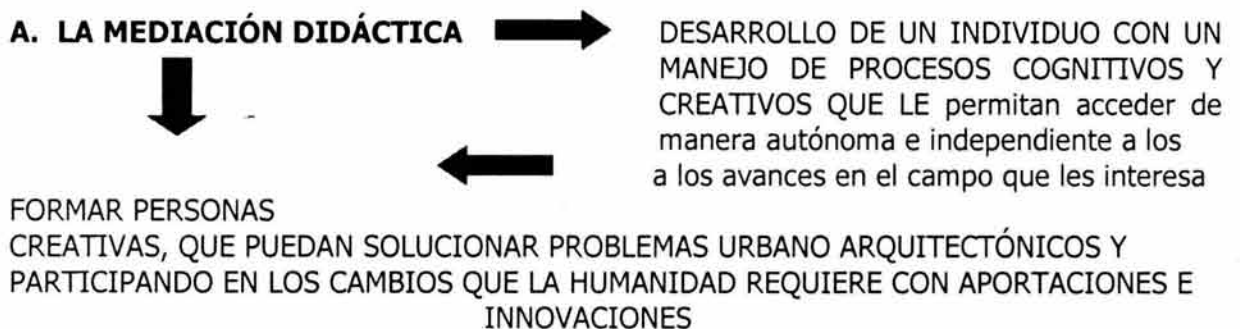 A. LA MEDIACIÓN DIDÁCTICA
DESARROLLO DE UN INDIVIDUO CON UN
MANEJO DE PROCESOS COGNITIVOS Y
CREATIVOS QUE LE permitan acceder de
manera autónoma e independiente a los
a los avances en el campo que les interesa
FORMAR PERSONAS
CREATIVAS, QUE PUEDAN SOLUCIONAR PROBLEMAS URBANO ARQUITECTÓNICOS Y
PARTICIPANDO EN LOS CAMBIOS QUE LA HUMANIDAD REQUIERE CON APORTACIONES E
INNOVACIONES